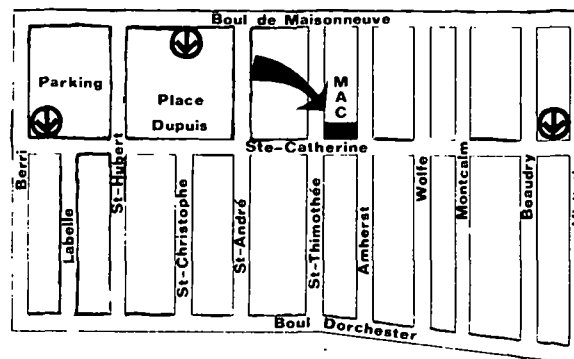 Boul de Maisonneuve
Parking
Place
Dupuis
M
A
C
Ste-Catherine
Berri
Labelle
St-Hubert
St-Christophe
St-André
St-Thimothée
Amherst
Wolfe
Montcalm
Beaudry
Boul Dorchester